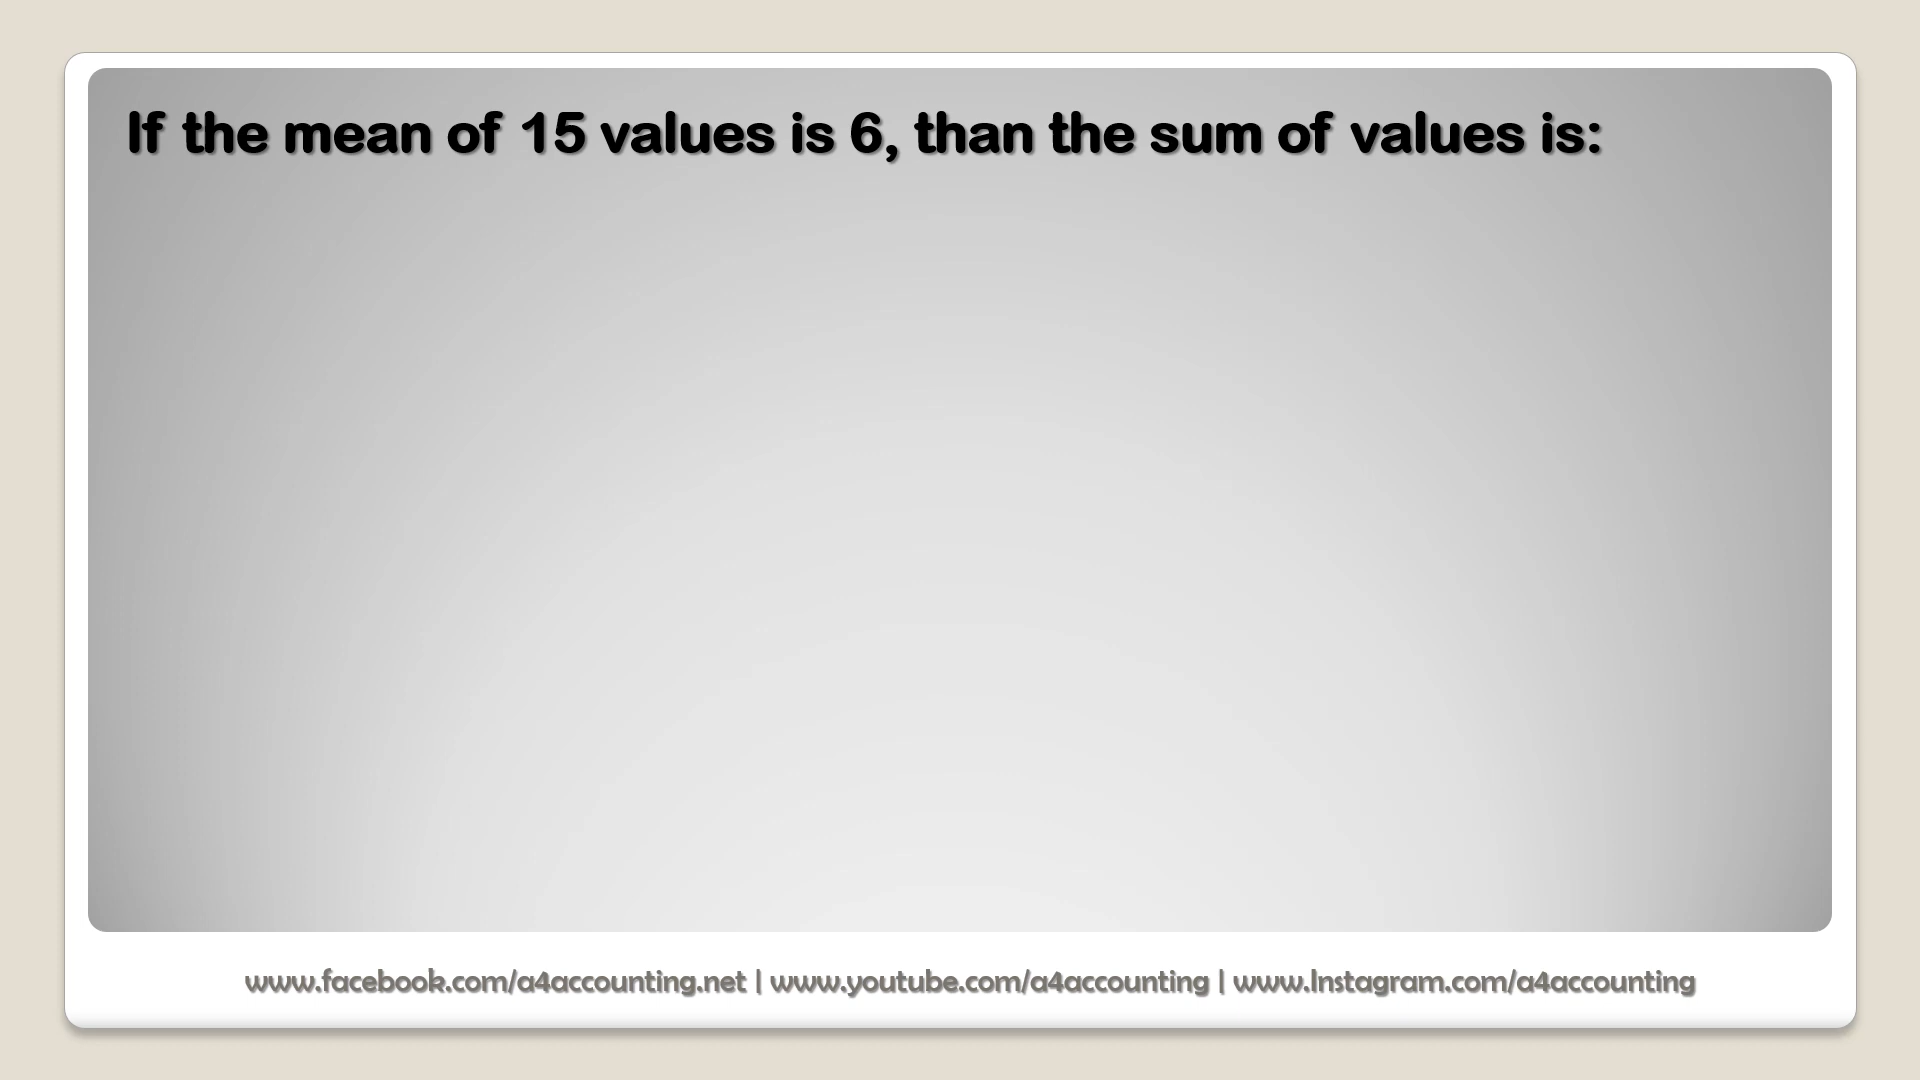 If the mean of 15 values is 6, than the sum of values is:
www.facebook.com/a4accounting.net | www.youtube.com/a4accounting | www.Instagram.com/a4accounting